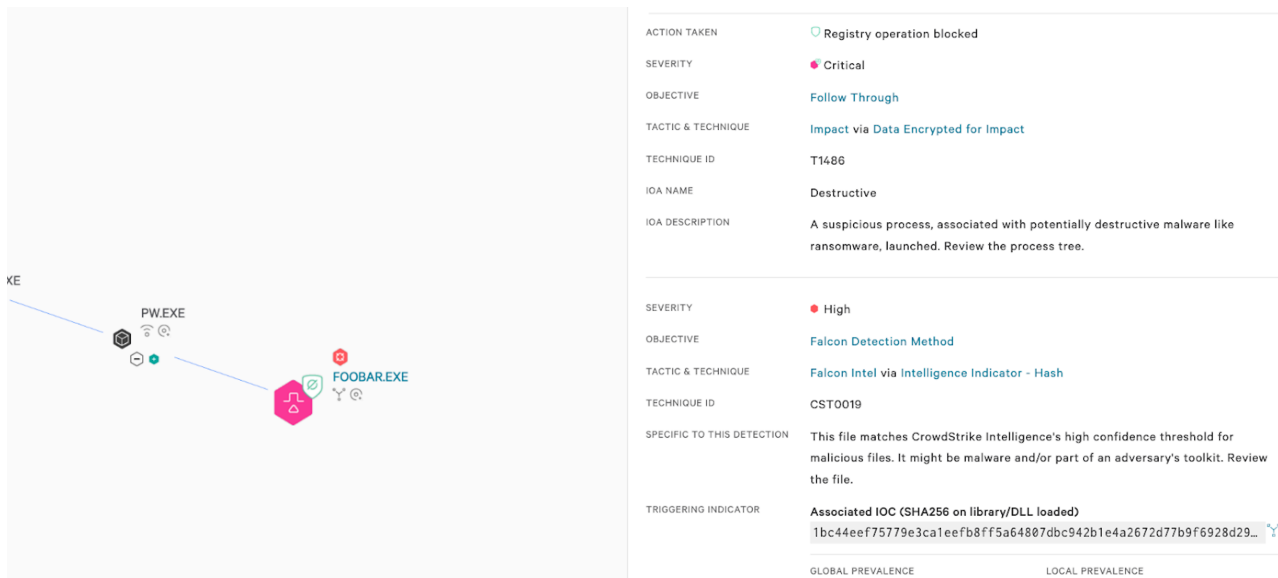 XE
PW.EXE
FOOBAR.EXE
ACTION TAKEN
Registry operation blocked
SEVERITY
Critical
OBJECTIVE
Follow Through
TACTIC & TECHNIQUE
Impact via Data Encrypted for Impact
TECHNIQUE ID
T1486
IOA NAME
Destructive
IOA DESCRIPTION
A suspicious process, associated with potentially destructive malware like
ransomware, launched. Review the process tree.
SEVERITY
High
OBJECTIVE
Falcon Detection Method
TACTIC & TECHNIQUE
Falcon Intel via Intelligence Indicator - Hash
TECHNIQUE ID
CST0019
SPECIFIC TO THIS DETECTION
This file matches CrowdStrike Intelligence's high confidence threshold for
malicious files. It might be malware and/or part of an adversary's toolkit. Review
the file.
TRIGGERING INDICATOR
Associated IOC (SHA256 on library/DLL loaded)
1bc44eef75779e3ca1eefb8ff5a64807dbc942b1e4a2672d77b9f6928d29…
GLOBAL PREVALENCE
LOCAL PREVALENCE